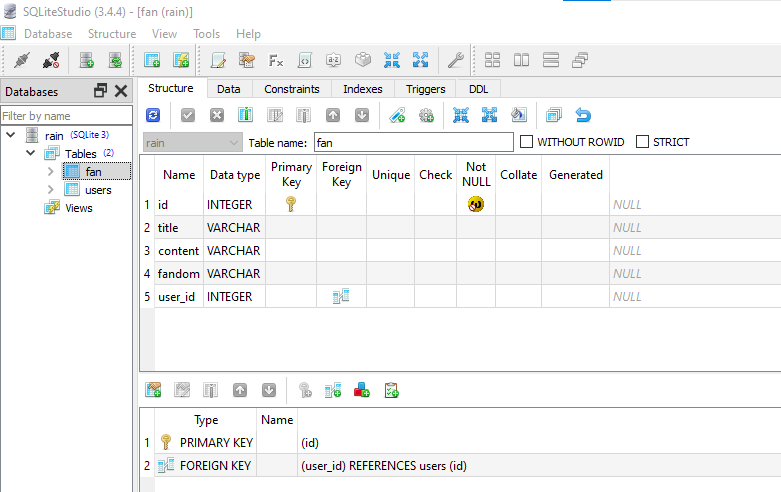 SQLiteStudio (3.4.4) - [fan (rain)]
Database Structure View Tools Help
Databases
Filter by name
rain (SQLite 3)
Tables (2)
fan
users
Views
Structure Data Constraints Indexes Triggers DDL
rain Table name: fan WITHOUT ROWID STRICT
Name Data type Primary Key Foreign Key Unique Check Not NULL Collate Generated
1 id INTEGER NULL
2 title VARCHAR NULL
3 content VARCHAR NULL
4 fandom VARCHAR NULL
5 user_id INTEGER NULL
Type Name
1 PRIMARY KEY (id)
2 FOREIGN KEY (user_id) REFERENCES users (id)